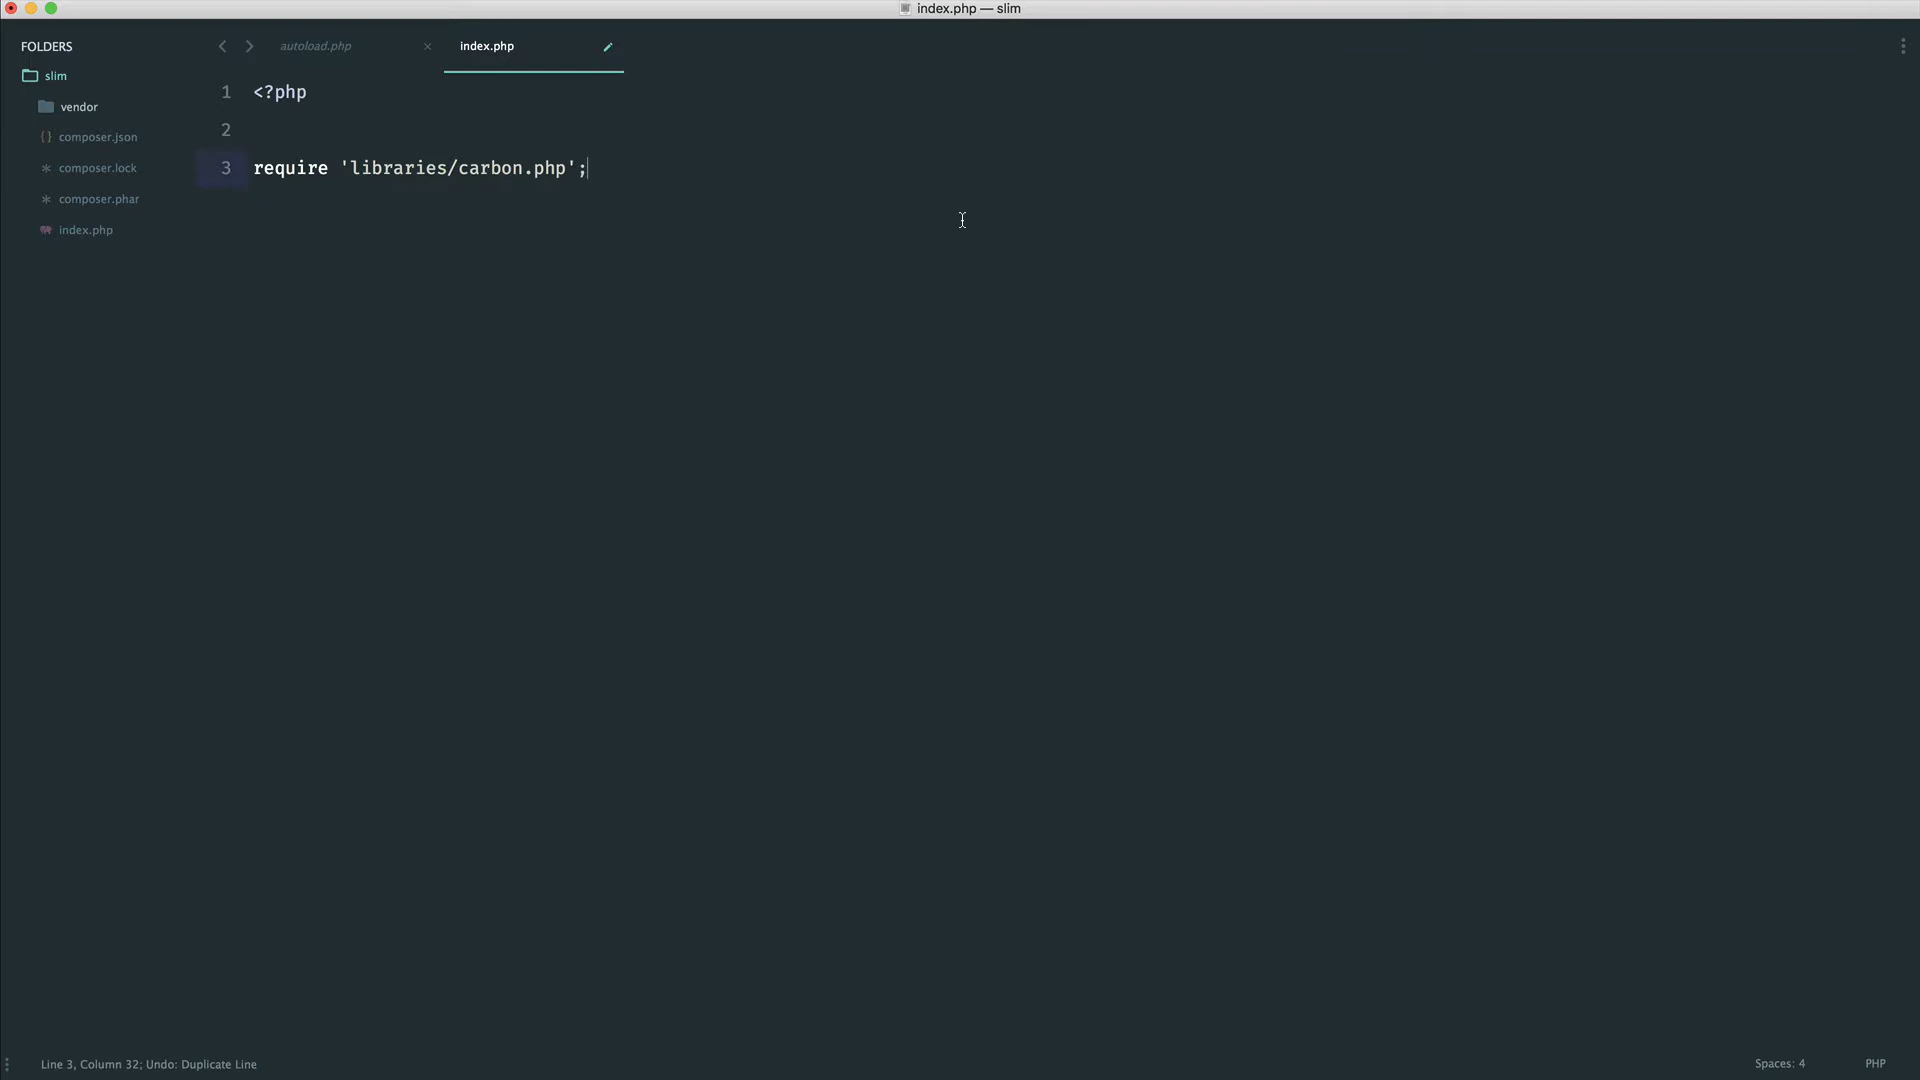 index.php — slim
FOLDERS
slim
vendor
composer.json
composer.lock
composer.phar
index.php
autoload.php
index.php
1 <?php
2
3 require 'libraries/carbon.php';
Line 3, Column 32; Undo: Duplicate Line
Spaces: 4
PHP